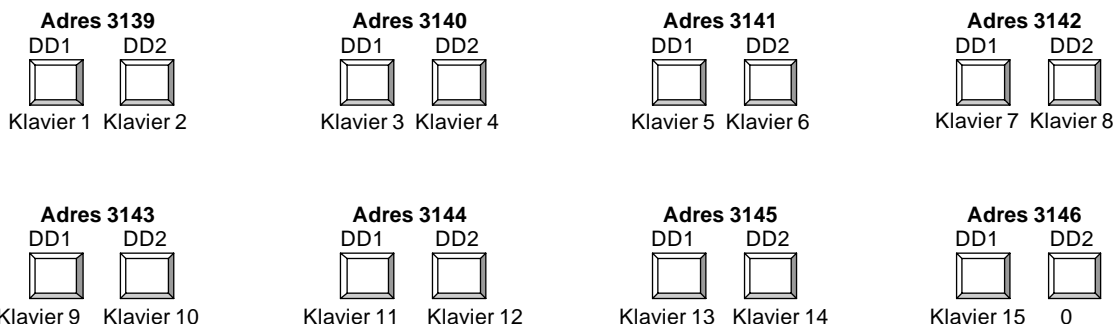 Adres 3139 Adres 3140 Adres 3141 Adres 3142
DD1 DD2 DD1 DD2 DD1 DD2 DD1 DD2
Klavier 1 Klavier 2 Klavier 3 Klavier 4 Klavier 5 Klavier 6 Klavier 7 Klavier 8
Adres 3143 Adres 3144 Adres 3145 Adres 3146
DD1 DD2 DD1 DD2 DD1 DD2 DD1 DD2
Klavier 9 Klavier 10 Klavier 11 Klavier 12 Klavier 13 Klavier 14 Klavier 15 0